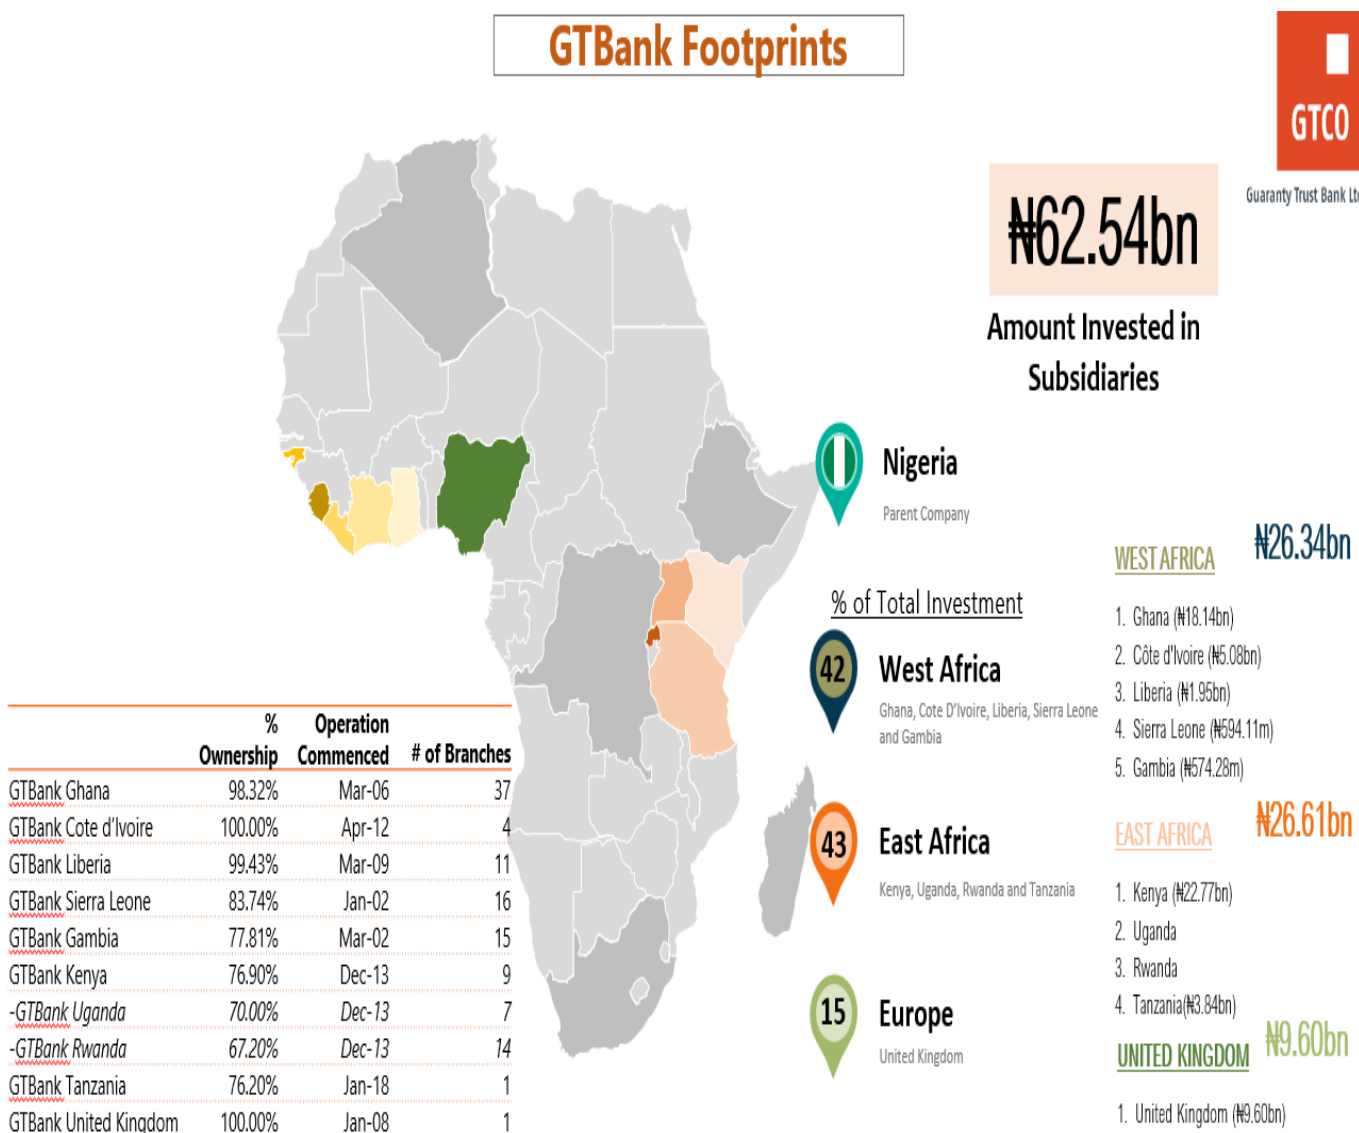 GTBank Footprints
GTCO
Guaranty Trust Bank Lt
₦62.54bn
Amount Invested in
Subsidiaries
Nigeria
Parent Company
% of Total Investment
42
West Africa
Ghana, Cote D'Ivoire, Liberia, Sierra Leone
and Gambia
43
East Africa
Kenya, Uganda, Rwanda and Tanzania
15
Europe
United Kingdom
WEST AFRICA ₦26.34bn
1. Ghana (₦18.14bn)
2. Côte d'Ivoire (₦5.08bn)
3. Liberia (₦1.95bn)
4. Sierra Leone (₦594.11m)
5. Gambia (₦574.28m)
EAST AFRICA ₦26.61bn
1. Kenya (₦22.77bn)
2. Uganda
3. Rwanda
4. Tanzania(₦3.84bn)
UNITED KINGDOM ₦9.60bn
1. United Kingdom (₦9.60bn)
% Operation
Ownership Commenced # of Branches
GTBank Ghana 98.32% Mar-06 37
GTBank Cote d'Ivoire 100.00% Apr-12 4
GTBank Liberia 99.43% Mar-09 11
GTBank Sierra Leone 83.74% Jan-02 16
GTBank Gambia 77.81% Mar-02 15
GTBank Kenya 76.90% Dec-13 9
-GTBank Uganda 70.00% Dec-13 7
-GTBank Rwanda 67.20% Dec-13 14
GTBank Tanzania 76.20% Jan-18 1
GTBank United Kingdom 100.00% Jan-08 1